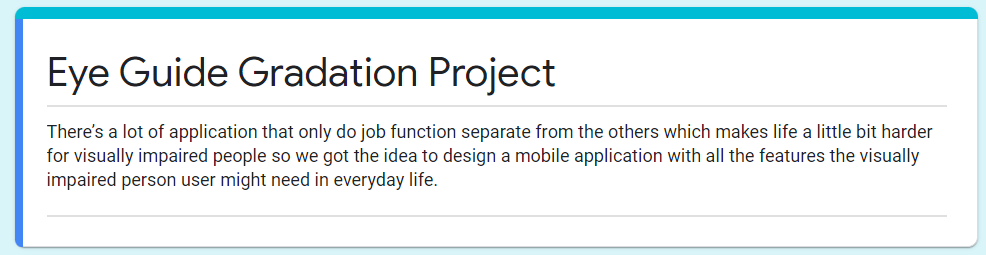 Eye Guide Gradation Project
There's a lot of application that only do job function separate from the others which makes life a little bit harder
for visually impaired people so we got the idea to design a mobile application with all the features the visually
impaired person user might need in everyday life.